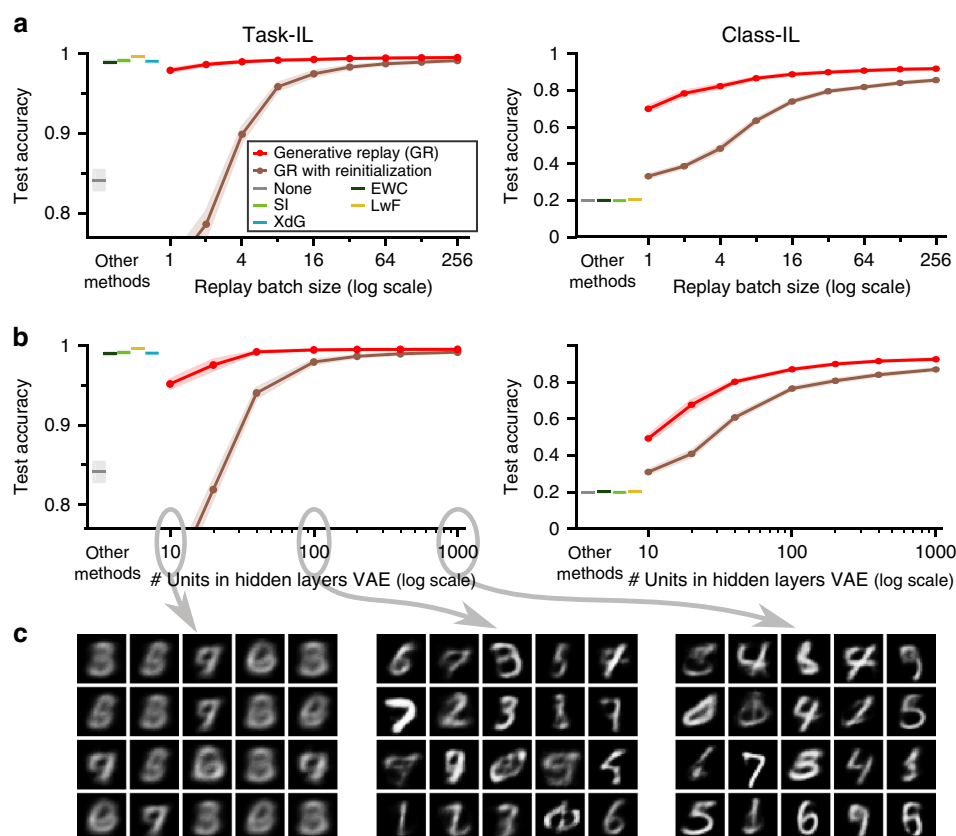 a
Task-IL
Class-IL
Test accuracy
1
0.9
0.8
Generative replay (GR)
GR with reinitialization
None
EWC
SI
LwF
XdG
Other methods
1 4 16 64 256
Replay batch size (log scale)
Test accuracy
1
0.8
0.6
0.4
0.2
0
Other methods
1 4 16 64 256
Replay batch size (log scale)
b
Test accuracy
1
0.9
0.8
Other methods
10 100 1000
# Units in hidden layers VAE (log scale)
Test accuracy
1
0.8
0.6
0.4
0.2
0
Other methods
10 100 1000
# Units in hidden layers VAE (log scale)
c